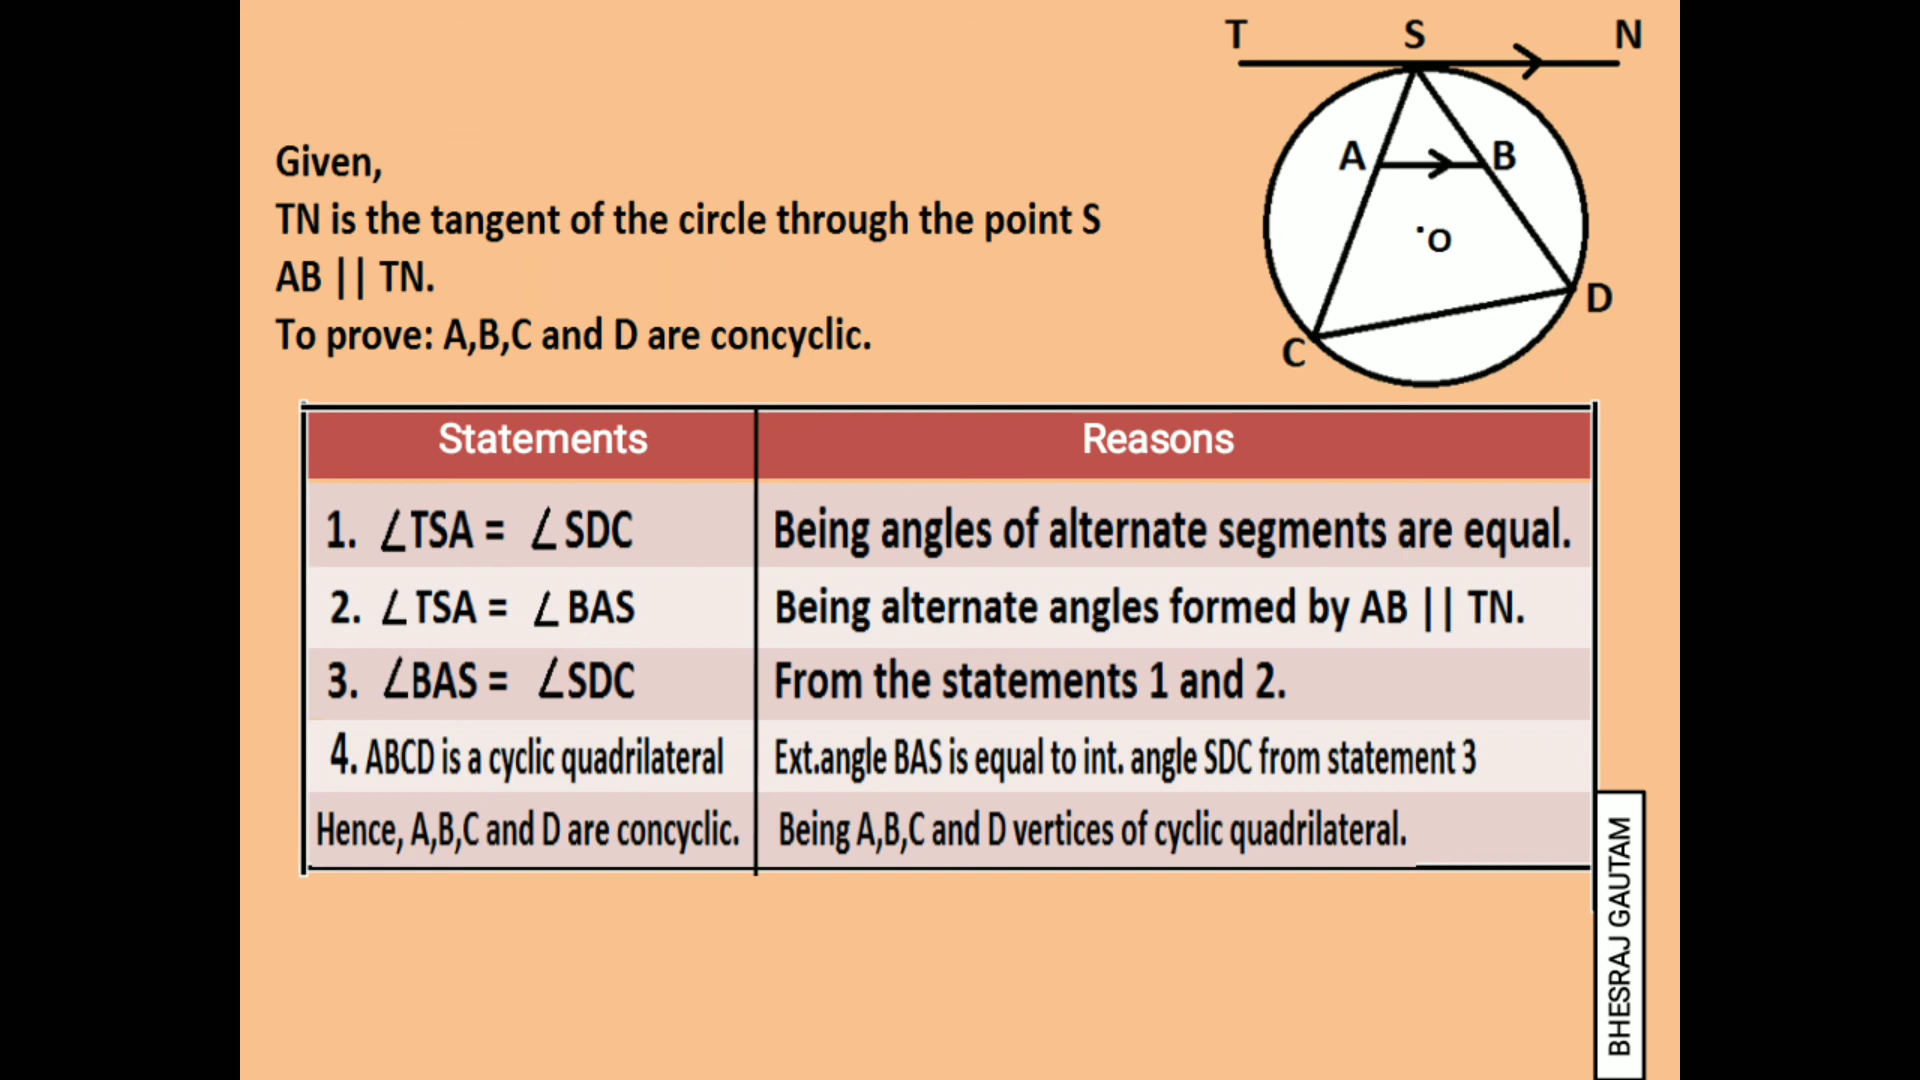 T S N
A B
O
D
C
Given,
TN is the tangent of the circle through the point S
AB || TN.
To prove: A,B,C and D are concyclic.
Statements Reasons
1. ∠TSA = ∠SDC Being angles of alternate segments are equal.
2. ∠TSA = ∠BAS Being alternate angles formed by AB || TN.
3. ∠BAS = ∠SDC From the statements 1 and 2.
4. ABCD is a cyclic quadrilateral Ext.angle BAS is equal to int. angle SDC from statement 3
Hence, A,B,C and D are concyclic. Being A,B,C and D vertices of cyclic quadrilateral.
BHESRAJ GAUTAM